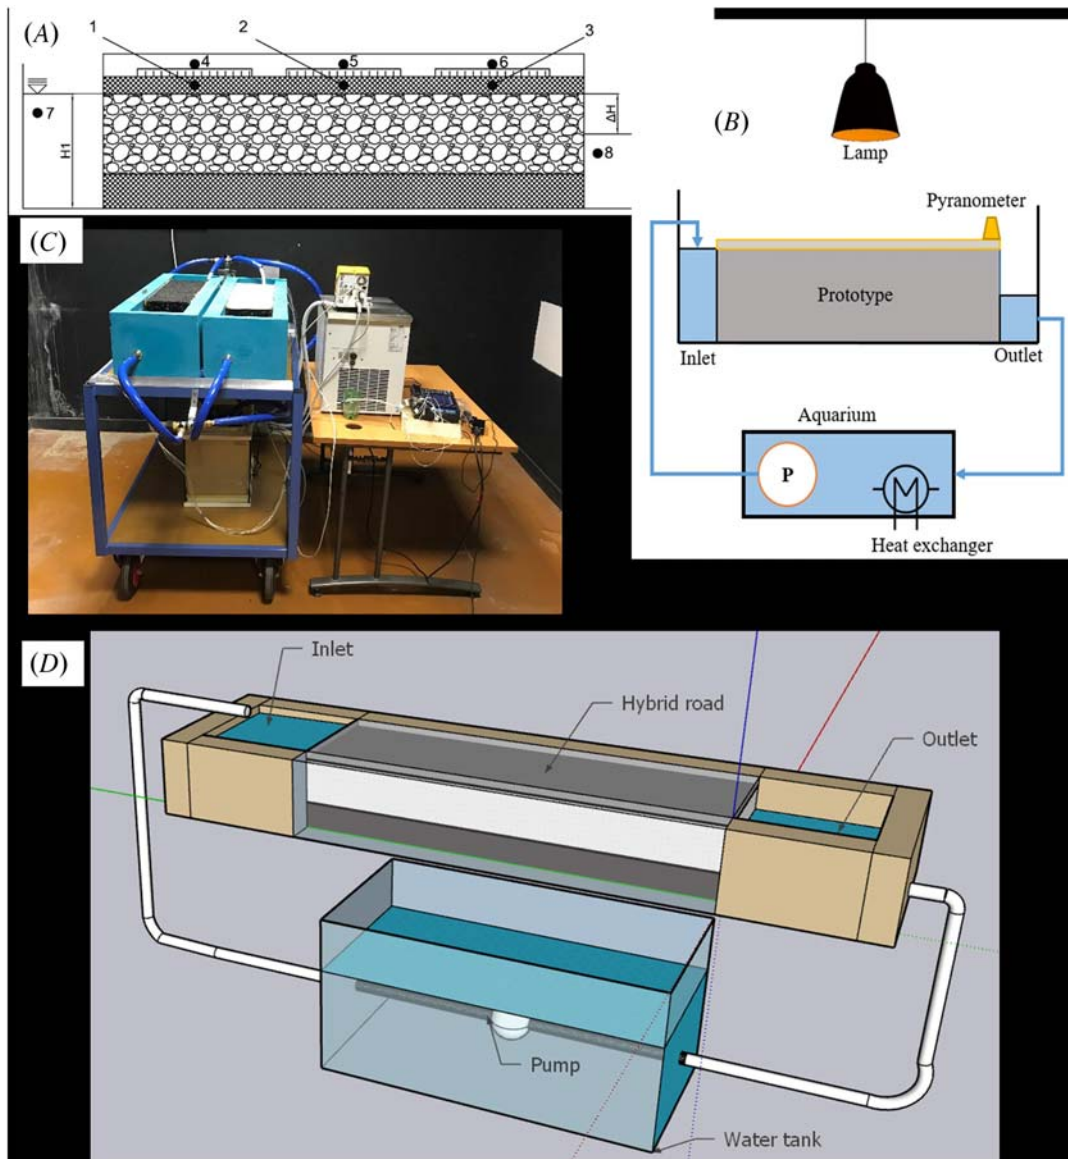 (A)
1
2
3
4
5
6
7
H1
ΔH
8
(B)
Lamp
Pyranometer
Prototype
Inlet
Outlet
Aquarium
P
Heat exchanger
(C)
(D)
Inlet
Hybrid road
Outlet
Pump
Water tank